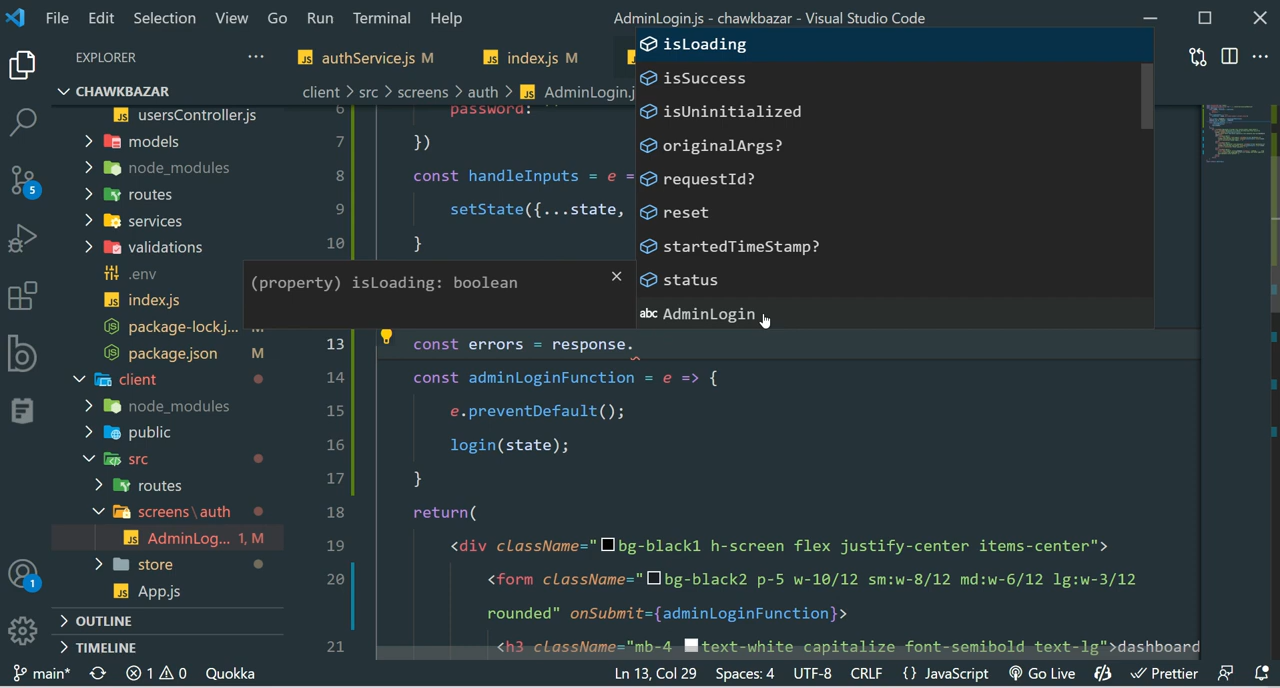 File Edit Selection View Go Run Terminal Help AdminLogin.js - chawkbazar - Visual Studio Code
EXPLORER ··· authService.js M index.js M
CHAWKBAZAR client > src > screens > auth > AdminLogin.j
usersController.js
models
node_modules
routes
services
validations
.env
index.js
package-lock.j... M
package.json M
client
node_modules
public
src
routes
screens\auth
AdminLog... 1, M
store
App.js
OUTLINE
TIMELINE
5
1
6 password: ''
7 })
8 const handleInputs = e =
9 setState({...state,
10 }
13 const errors = response.
14 const adminLoginFunction = e => {
15 e.preventDefault();
16 login(state);
17 }
18 return(
19 <div className="bg-black1 h-screen flex justify-center items-center">
20 <form className="bg-black2 p-5 w-10/12 sm:w-8/12 md:w-6/12 lg:w-3/12
rounded" onSubmit={adminLoginFunction}>
21 <h3 className="mb-4 text-white capitalize font-semibold text-lg">dashboard
(property) isLoading: boolean
isLoading
isSuccess
isUninitialized
originalArgs?
requestId?
reset
startedTimeStamp?
status
abc AdminLogin
main* 1 0 Quokka Ln 13, Col 29 Spaces: 4 UTF-8 CRLF {} JavaScript Go Live Prettier